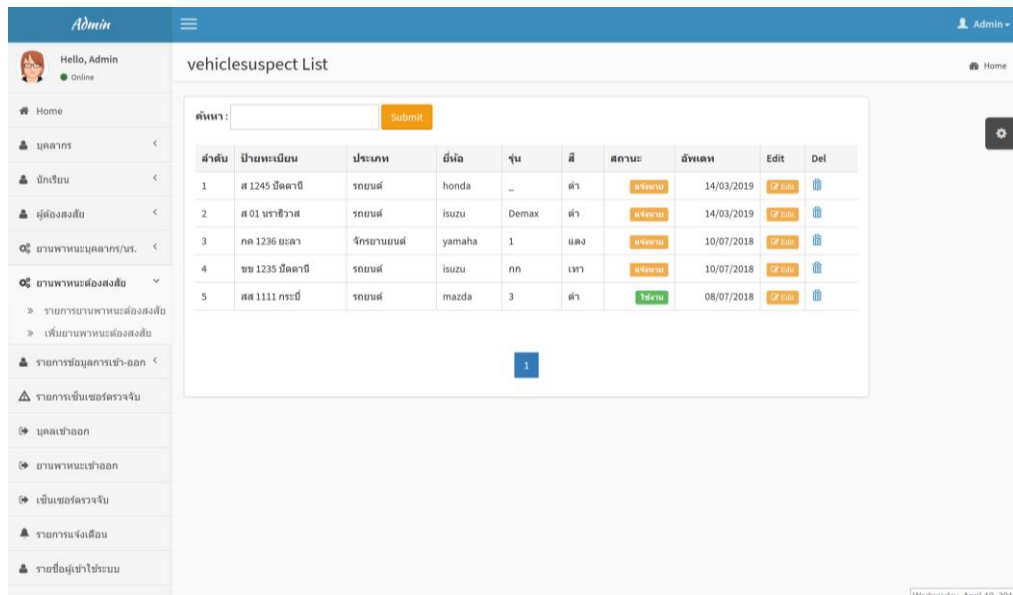 Admin
Admin
Hello, Admin
Online
vehiclesuspect List
Home
Home
บุคลากร
นักเรียน
ผู้ต้องสงสัย
ยานพาหนะบุคลากร/นร.
ยานพาหนะต้องสงสัย
» รายการยานพาหนะต้องสงสัย
» เพิ่มยานพาหนะต้องสงสัย
รายการข้อมูลการเข้า-ออก
รายการเซ็นเซอร์ตรวจจับ
บุคคลเข้าออก
ยานพาหนะเข้าออก
เซ็นเซอร์ตรวจจับ
รายการแจ้งเตือน
รายชื่อผู้เข้าใช้ระบบ
ค้นหา : Submit
ลำดับ ป้ายทะเบียน ประเภท ยี่ห้อ รุ่น สี สถานะ อัพเดท Edit Del
1 ส 1245 ปัตตานี รถยนต์ honda _ ดำ แจ้งหาย 14/03/2019 Edit
2 ส 01 นราธิวาส รถยนต์ isuzu Demax ดำ แจ้งหาย 14/03/2019 Edit
3 กค 1236 ยะลา จักรยานยนต์ yamaha 1 แดง แจ้งหาย 10/07/2018 Edit
4 ขข 1235 ปัตตานี รถยนต์ isuzu กก เทา แจ้งหาย 10/07/2018 Edit
5 สส 1111 กระบี่ รถยนต์ mazda 3 ดำ ใช้งาน 08/07/2018 Edit
1
Wednesday, April 10, 201